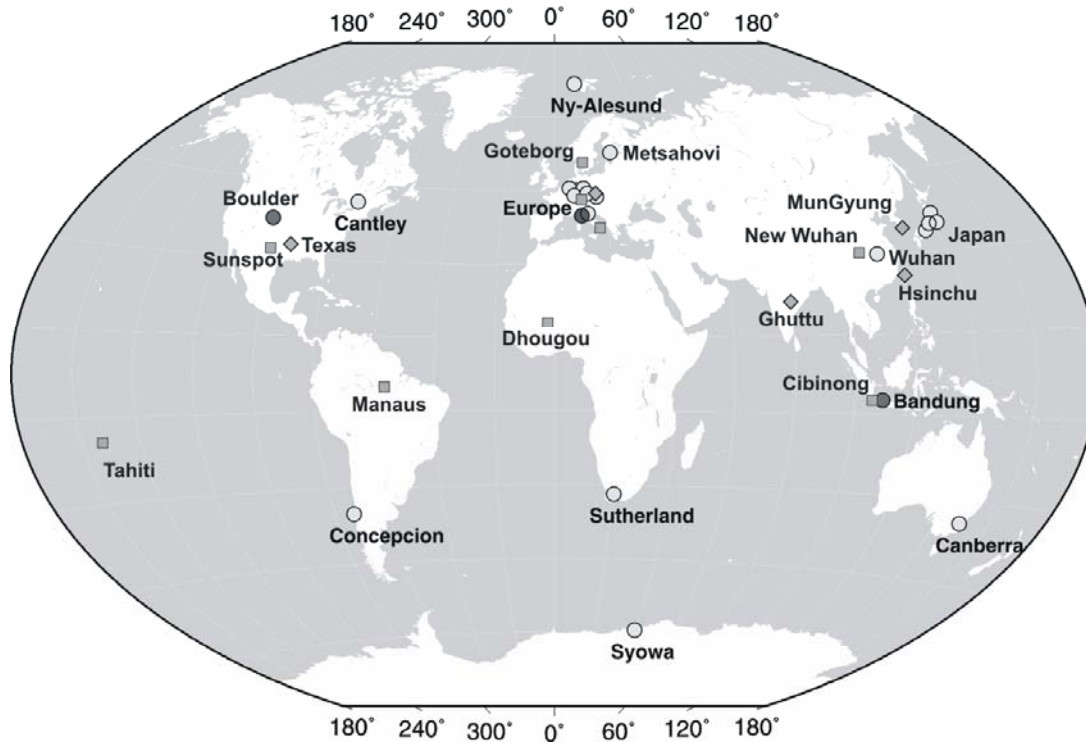 180° 240° 300° 0° 60° 120° 180°
Ny-Alesund
Goteborg
Metsahovi
Boulder
Cantley
Europe
MunGyung
Japan
Sunspot
Texas
New Wuhan
Wuhan
Hsinchu
Ghuttu
Dhougou
Cibinong
Bandung
Manaus
Tahiti
Sutherland
Concepcion
Canberra
Syowa
180° 240° 300° 0° 60° 120° 180°